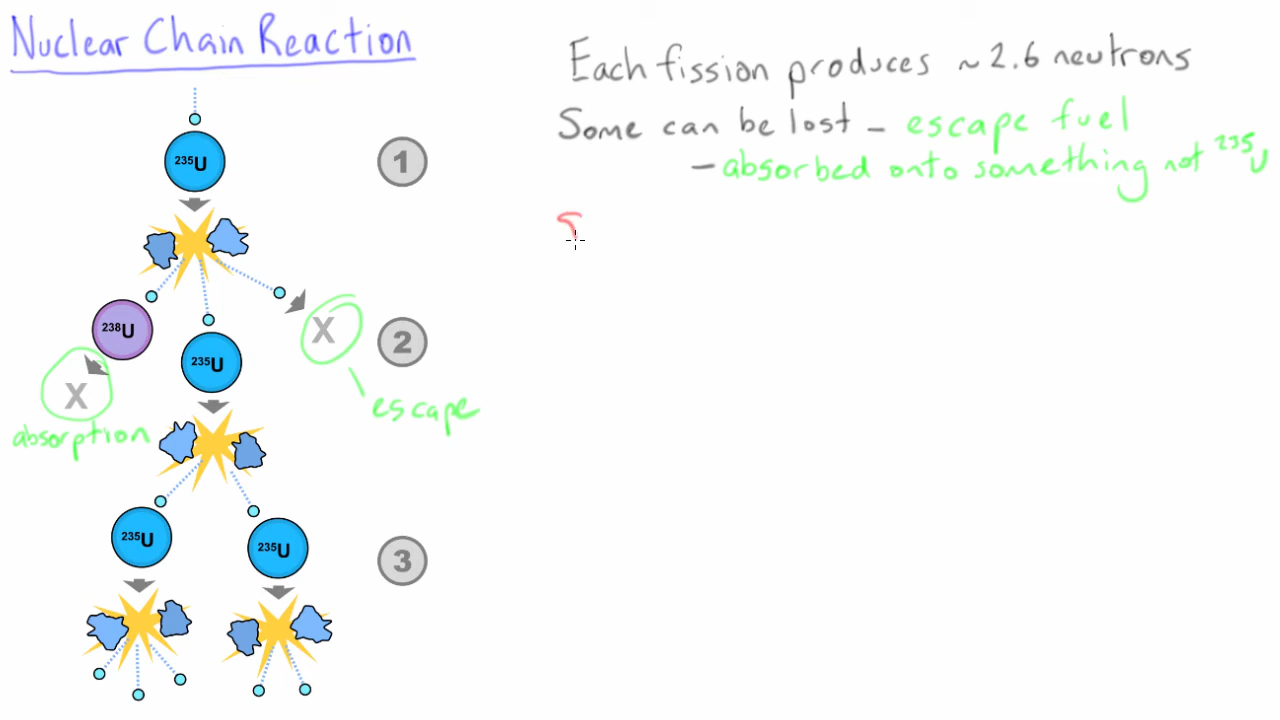 Nuclear Chain Reaction
²³⁵U
1
²³⁸U
X
²³⁵U
X
2
absorption
escape
²³⁵U
²³⁵U
3
Each fission produces ~2.6 neutrons
Some can be lost – escape fuel
– absorbed onto something not ²³⁵U